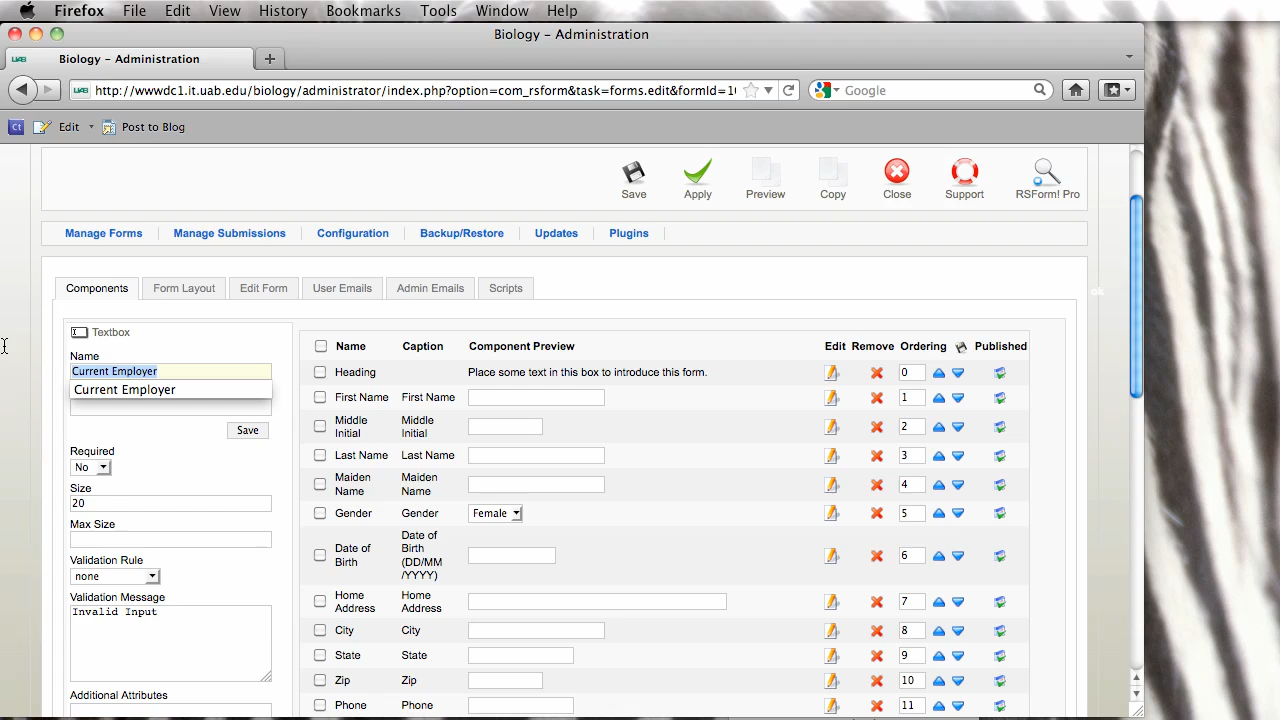 Firefox File Edit View History Bookmarks Tools Window Help
Biology – Administration
UAB Biology – Administration +
UAB http://wwwdc1.it.uab.edu/biology/administrator/index.php?option=com_rsform&task=forms.edit&formId=1 Google
Ct Edit Post to Blog
Save Apply Preview Copy Close Support RSForm! Pro
Manage Forms Manage Submissions Configuration Backup/Restore Updates Plugins
Components Form Layout Edit Form User Emails Admin Emails Scripts
ok
Textbox
Name
Current Employer
Current Employer
Save
Required
No
Size
20
Max Size
Validation Rule
none
Validation Message
Invalid Input
Additional Attributes
Name Caption Component Preview Edit Remove Ordering Published
Heading Place some text in this box to introduce this form. 0
First Name First Name 1
Middle Middle
Initial Initial 2
Last Name Last Name 3
Maiden Maiden
Name Name 4
Gender Gender Female 5
Date of
Date of Birth
Birth (DD/MM
/YYYY) 6
Home Home
Address Address 7
City City 8
State State 9
Zip Zip 10
Phone Phone 11